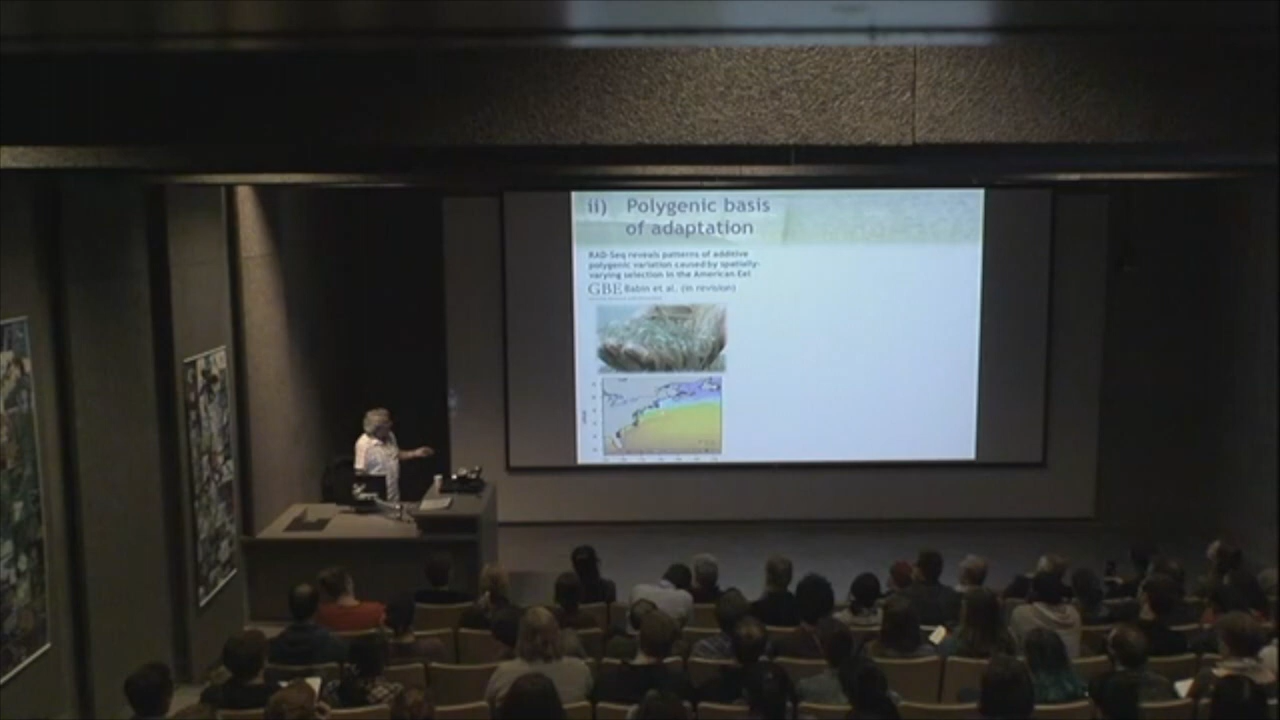 ii) Polygenic basis
of adaptation
RAD-Seq reveals patterns of additive
polygenic variation caused by spatially-
varying selection in the American Eel
GBE Babin et al. (in revision)